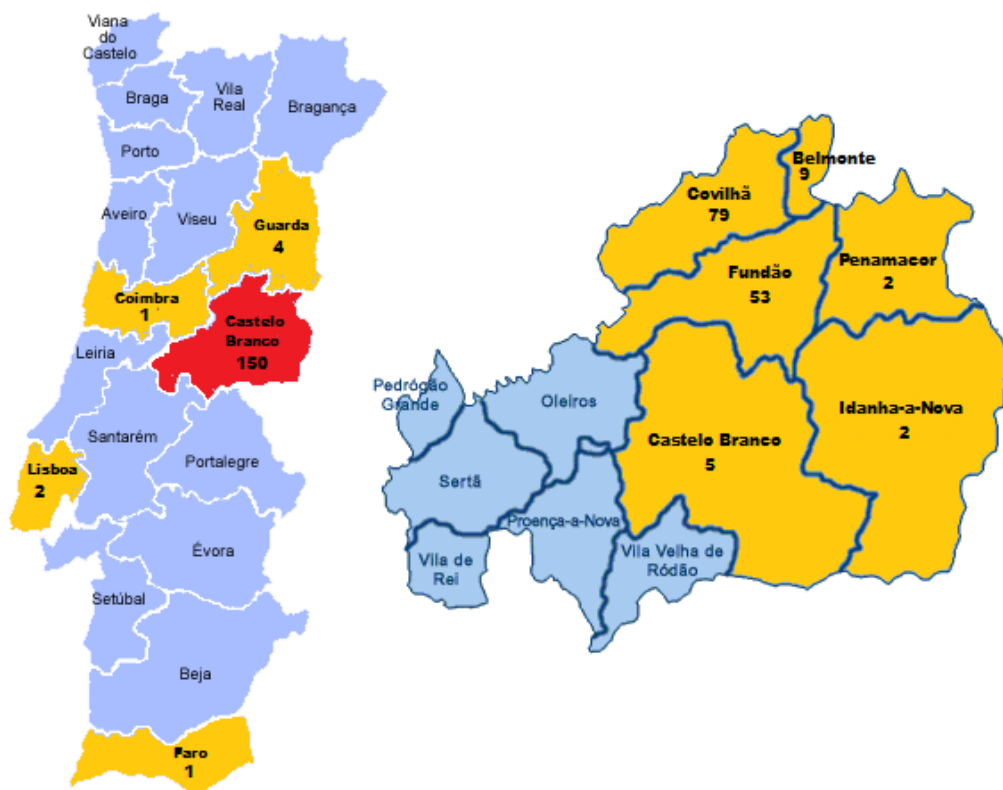 Viana
do
Castelo
Braga
Vila
Real
Bragança
Porto
Aveiro
Viseu
Guarda
4
Coimbra
1
Castelo
Branco
150
Leiria
Santarém
Lisboa
2
Portalegre
Évora
Setúbal
Beja
Faro
1
Belmonte
9
Covilhã
79
Fundão
53
Penamacor
2
Pedrógão
Grande
Oleiros
Castelo Branco
5
Idanha-a-Nova
2
Sertã
Proença-a-Nova
Vila de
Rei
Vila Velha de
Ródão